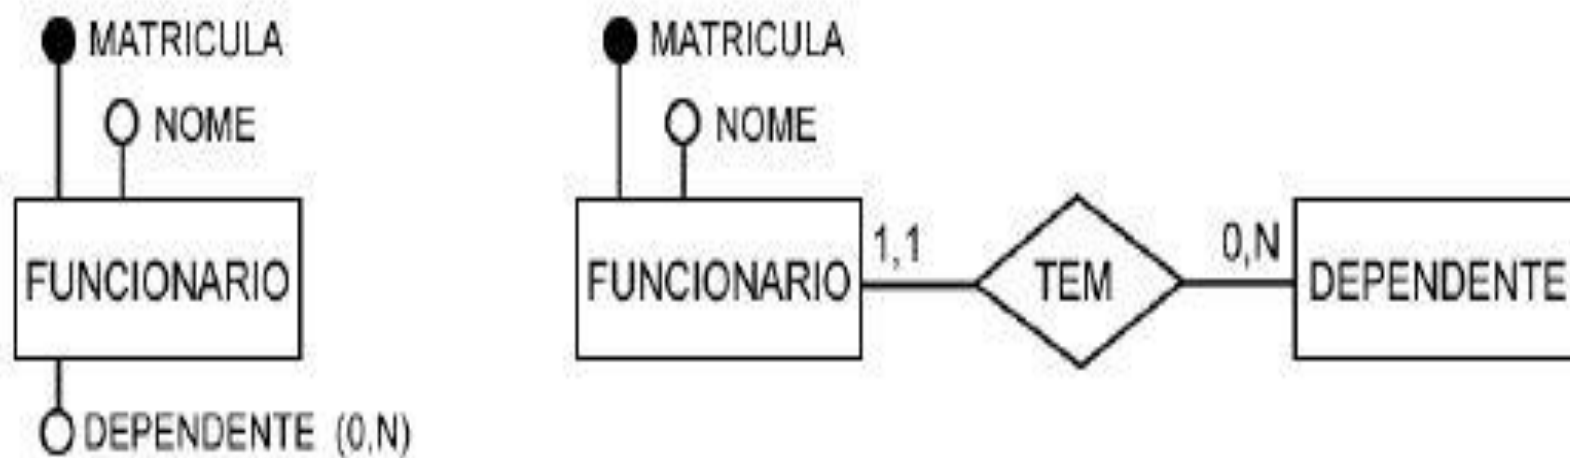 MATRICULA
NOME
FUNCIONARIO
DEPENDENTE (0,N)
MATRICULA
NOME
FUNCIONARIO
1,1
TEM
0,N
DEPENDENTE